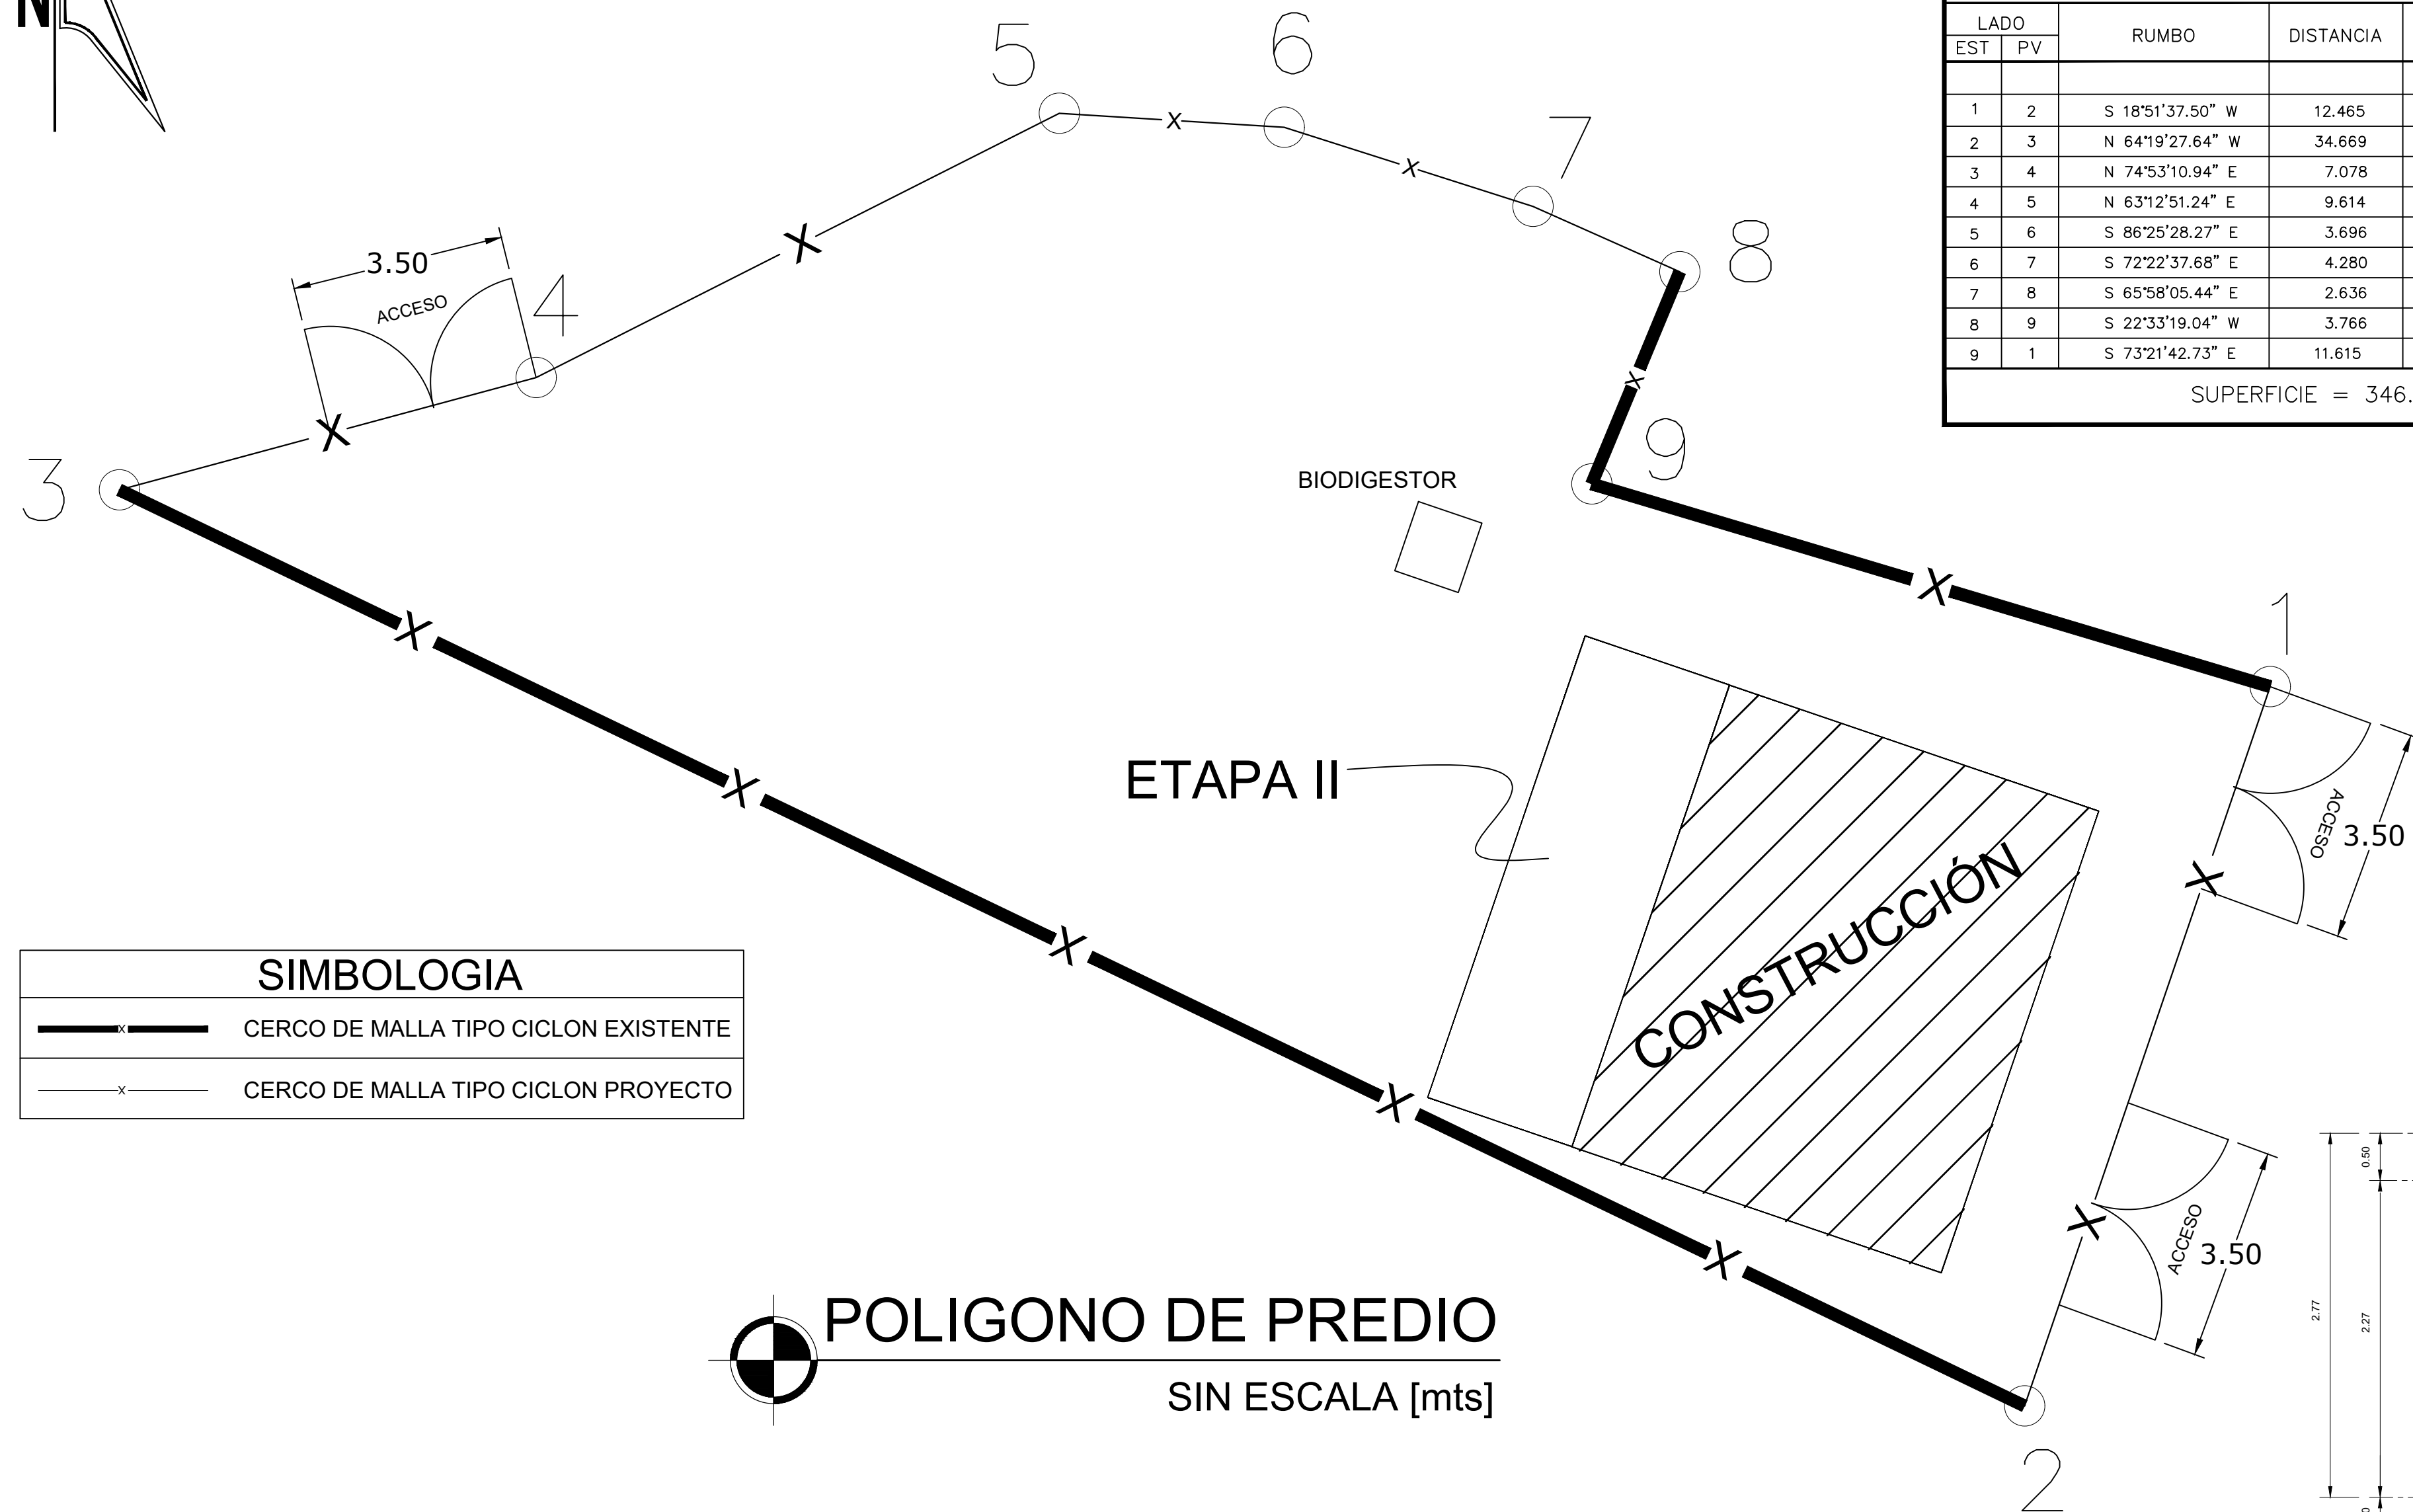 N
5
6
7
8
3.50
ACCESO
4
3
9
BIODIGESTOR
1
ETAPA II
ACCESO
3.50
CONSTRUCCIÓN
ACCESO
3.50
2
LADO RUMBO DISTANCIA
EST PV
1 2 S 18°51'37.50" W 12.465
2 3 N 64°19'27.64" W 34.669
3 4 N 74°53'10.94" E 7.078
4 5 N 63°12'51.24" E 9.614
5 6 S 86°25'28.27" E 3.696
6 7 S 72°22'37.68" E 4.280
7 8 S 65°58'05.44" E 2.636
8 9 S 22°33'19.04" W 3.766
9 1 S 73°21'42.73" E 11.615
SUPERFICIE = 346.
SIMBOLOGIA
X CERCO DE MALLA TIPO CICLON EXISTENTE
X CERCO DE MALLA TIPO CICLON PROYECTO
POLIGONO DE PREDIO
SIN ESCALA [mts]
0.50
2.77
2.27